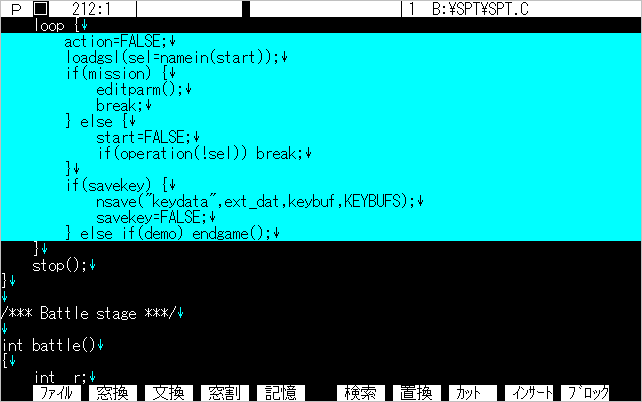 P 212:1 1 B:¥SPT¥SPT.C
loop {↓
action=FALSE;↓
loadgsl(sel=namein(start));↓
if(mission) {↓
editparm();↓
break;↓
} else {↓
start=FALSE;↓
if(operation(!sel)) break;↓
}↓
if(savekey) {↓
nsave("keydata",ext_dat,keybuf,KEYBUFS);↓
savekey=FALSE;↓
} else if(demo) endgame();↓
}↓
stop();↓
}↓
↓
/*** Battle stage ***/↓
↓
int battle()↓
{↓
int r;↓
ﾌｧｲﾙ 窓換 文換 窓割 記憶 検索 置換 ｶｯﾄ ｲﾝｻｰﾄ ﾌﾞﾛｯｸ